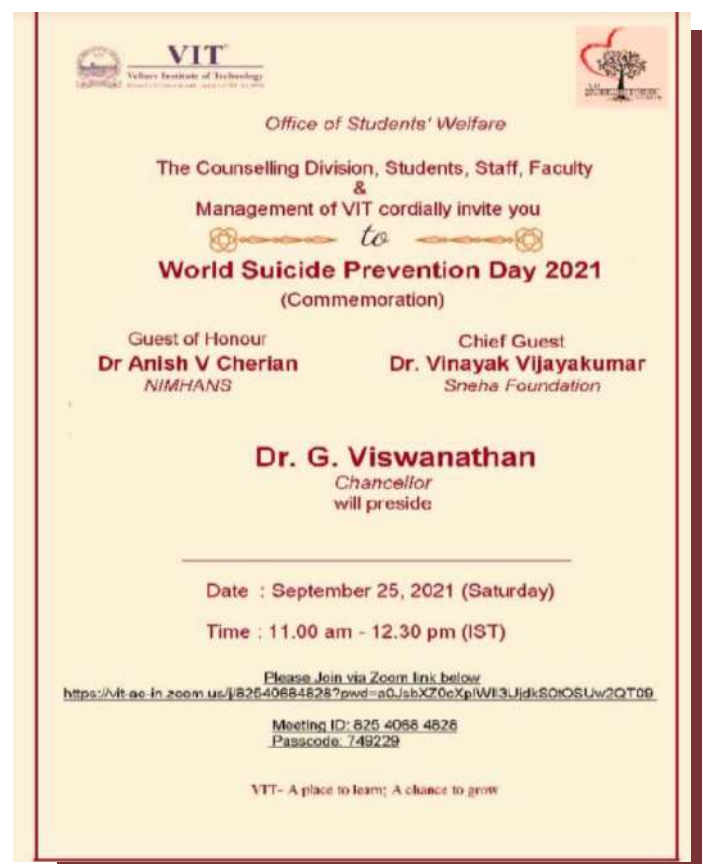 VIT
Vellore Institute of Technology
Office of Students' Welfare
The Counselling Division, Students, Staff, Faculty
&
Management of VIT cordially invite you
to
World Suicide Prevention Day 2021
(Commemoration)
Guest of Honour
Dr Anish V Cherian
NIMHANS
Chief Guest
Dr. Vinayak Vijayakumar
Sneha Foundation
Dr. G. Viswanathan
Chancellor
will preside
Date : September 25, 2021 (Saturday)
Time : 11.00 am - 12.30 pm (IST)
Please Join via Zoom link below
Meeting ID: 825 4068 4828
Passcode: 749229
VIT- A place to learn; A chance to grow